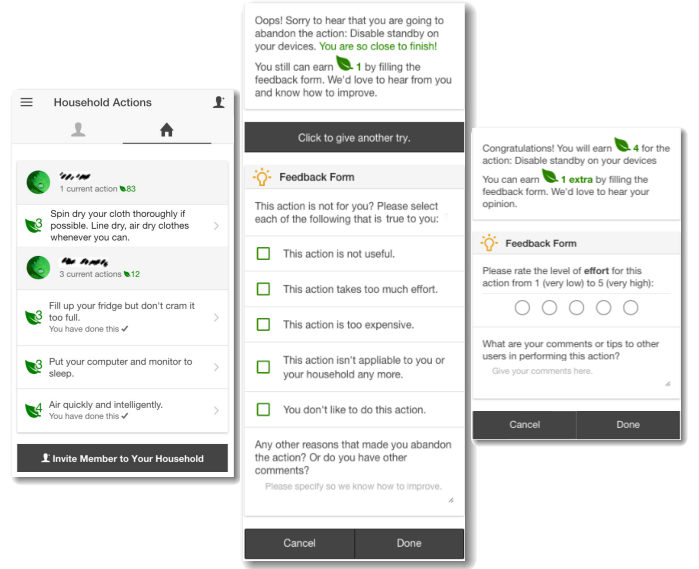 Household Actions
1 current action 83
3 Spin dry your cloth thoroughly if
possible. Line dry, air dry clothes
whenever you can.
3 current actions 12
3 Fill up your fridge but don't cram it
too full.
You have done this ✓
3 Put your computer and monitor to
sleep.
4 Air quickly and intelligently.
You have done this ✓
Invite Member to Your Household
Oops! Sorry to hear that you are going to
abandon the action: Disable standby on
your devices. You are so close to finish!
You still can earn 1 by filling the
feedback form. We'd love to hear from you
and know how to improve.
Click to give another try.
Feedback Form
This action is not for you? Please select
each of the following that is true to you:
This action is not useful.
This action takes too much effort.
This action is too expensive.
This action isn't appliable to you or
your household any more.
You don't like to do this action.
Any other reasons that made you abandon
the action? Or do you have other
comments?
Please specify so we know how to improve.
Cancel Done
Congratulations! You will earn 4 for the
action: Disable standby on your devices
You can earn 1 extra by filling the
feedback form. We'd love to hear your
opinion.
Feedback Form
Please rate the level of effort for this
action from 1 (very low) to 5 (very high):
What are your comments or tips to other
users in performing this action?
Give your comments here.
Cancel Done